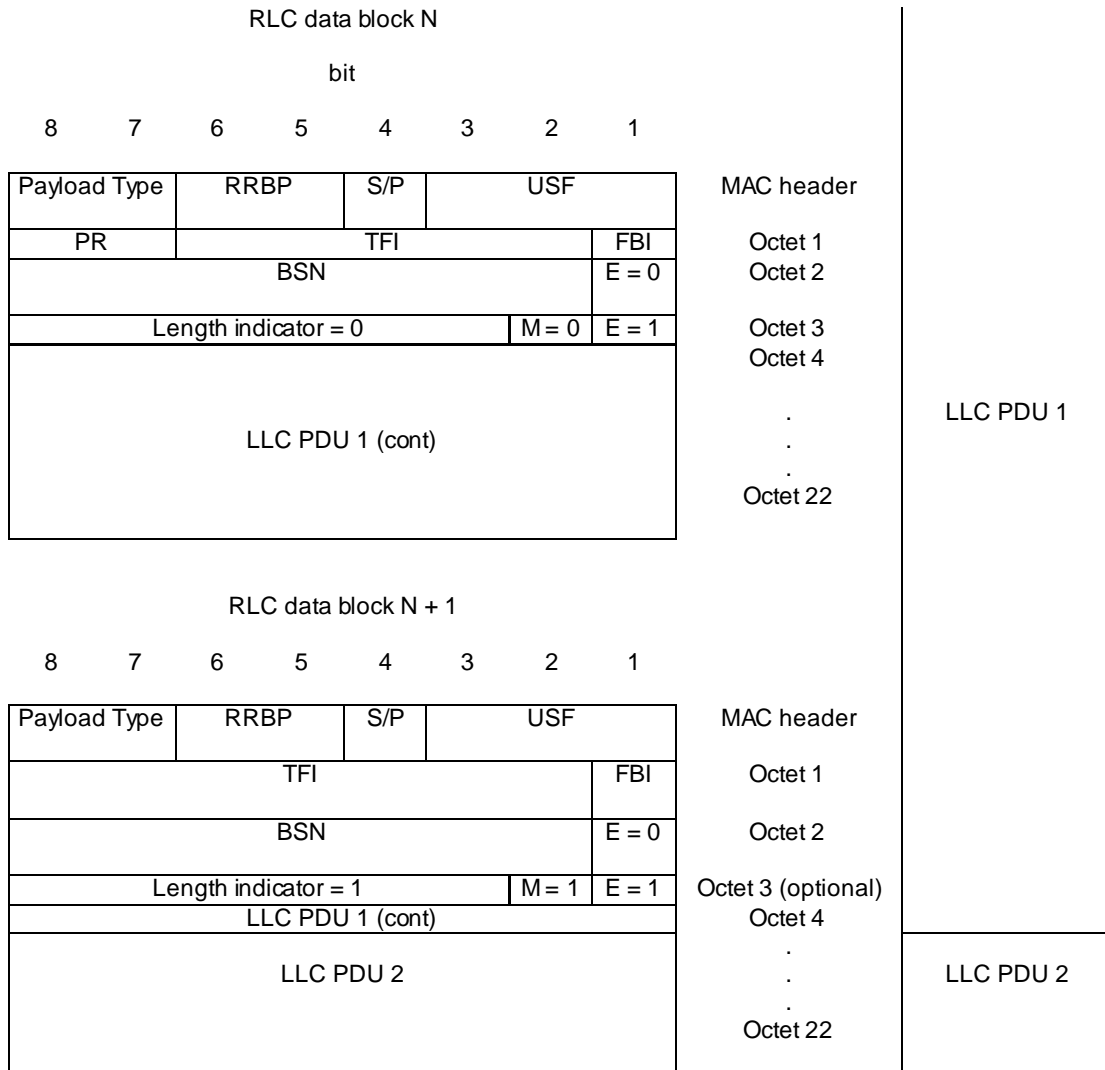 RLC data block N
bit
8 7 6 5 4 3 2 1
Payload Type RRBP S/P USF MAC header
PR TFI FBI Octet 1
BSN E = 0 Octet 2
Length indicator = 0 M = 0 E = 1 Octet 3
Octet 4
. LLC PDU 1
LLC PDU 1 (cont) .
.
Octet 22
RLC data block N + 1
8 7 6 5 4 3 2 1
Payload Type RRBP S/P USF MAC header
TFI FBI Octet 1
BSN E = 0 Octet 2
Length indicator = 1 M = 1 E = 1 Octet 3 (optional)
LLC PDU 1 (cont) Octet 4
.
LLC PDU 2 . LLC PDU 2
.
Octet 22